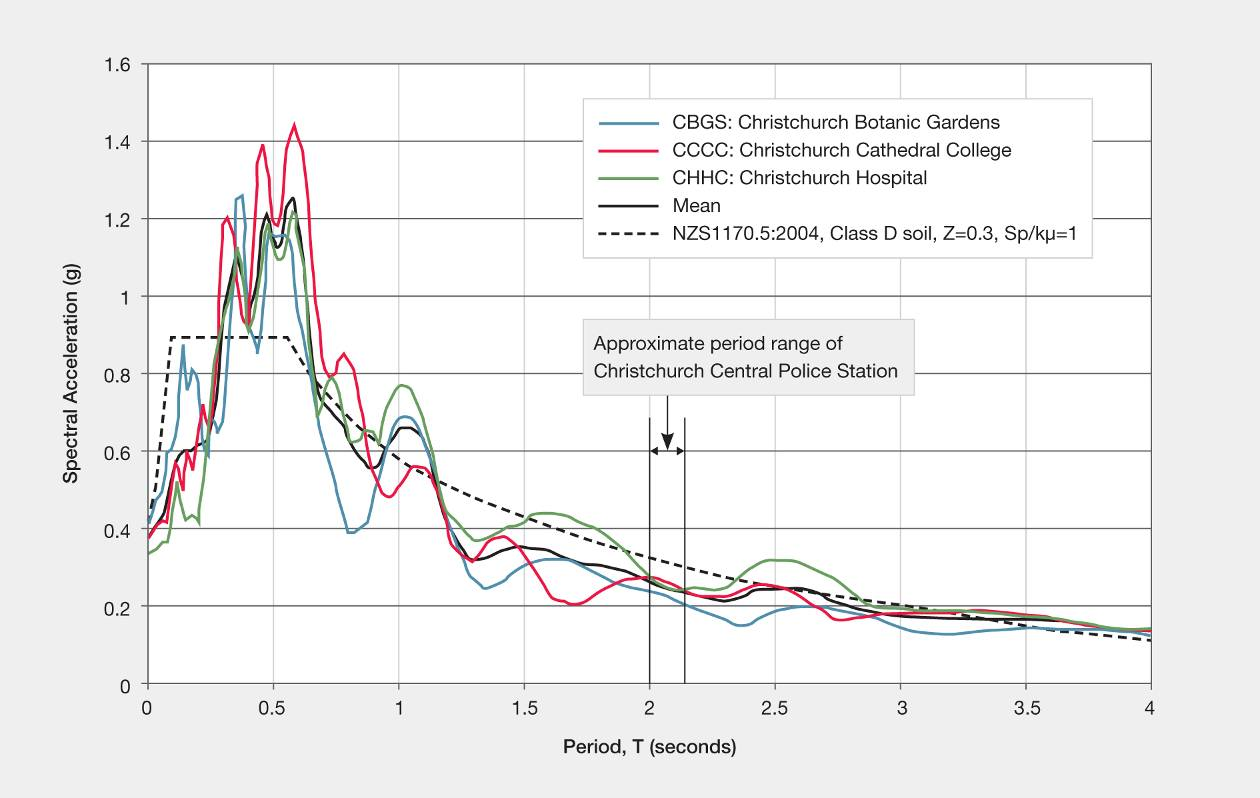 1.6
1.4
1.2
1
0.8
0.6
0.4
0.2
0
Spectral Acceleration (g)
CBGS: Christchurch Botanic Gardens
CCCC: Christchurch Cathedral College
CHHC: Christchurch Hospital
Mean
NZS1170.5:2004, Class D soil, Z=0.3, Sp/kμ=1
Approximate period range of
Christchurch Central Police Station
0 0.5 1 1.5 2 2.5 3 3.5 4
Period, T (seconds)